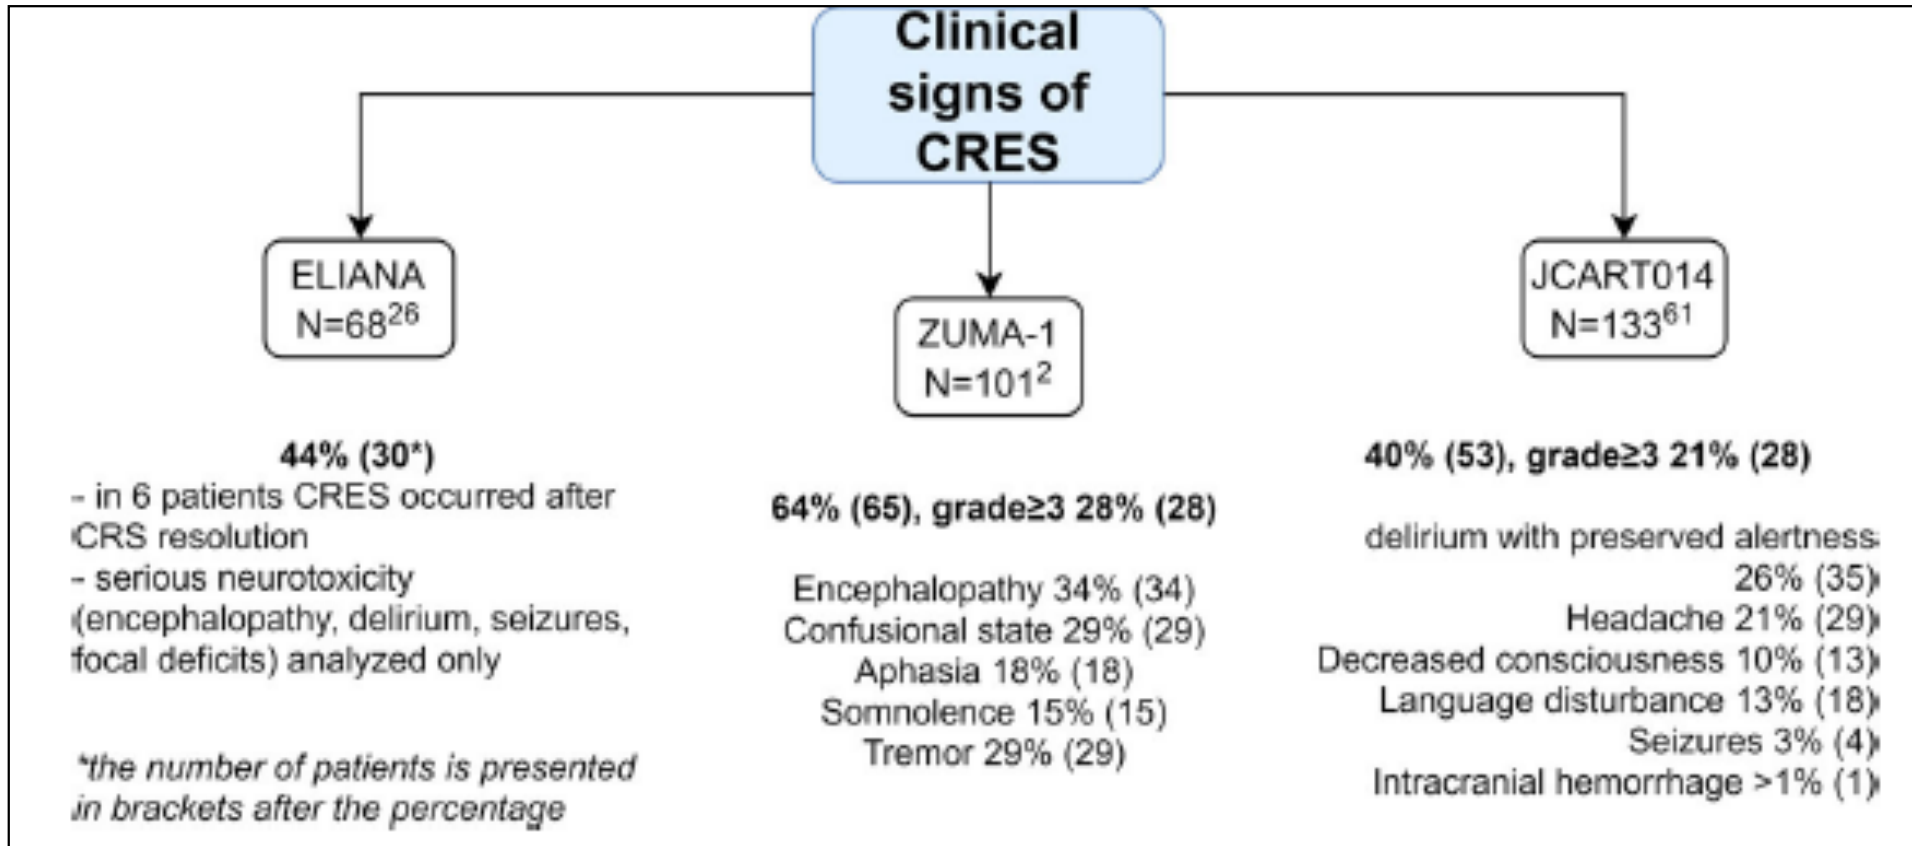 Clinical
signs of
CRES
ELIANA
N=68²⁶
44% (30*)
- in 6 patients CRES occurred after
CRS resolution
- serious neurotoxicity
(encephalopathy, delirium, seizures,
focal deficits) analyzed only
*the number of patients is presented
in brackets after the percentage
ZUMA-1
N=101²
64% (65), grade≥3 28% (28)
Encephalopathy 34% (34)
Confusional state 29% (29)
Aphasia 18% (18)
Somnolence 15% (15)
Tremor 29% (29)
JCART014
N=133⁶¹
40% (53), grade≥3 21% (28)
delirium with preserved alertness
26% (35)
Headache 21% (29)
Decreased consciousness 10% (13)
Language disturbance 13% (18)
Seizures 3% (4)
Intracranial hemorrhage >1% (1)